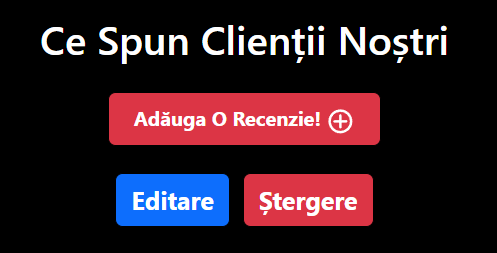 Ce Spun Clienții Noștri
Adăuga O Recenzie!
Editare Ștergere